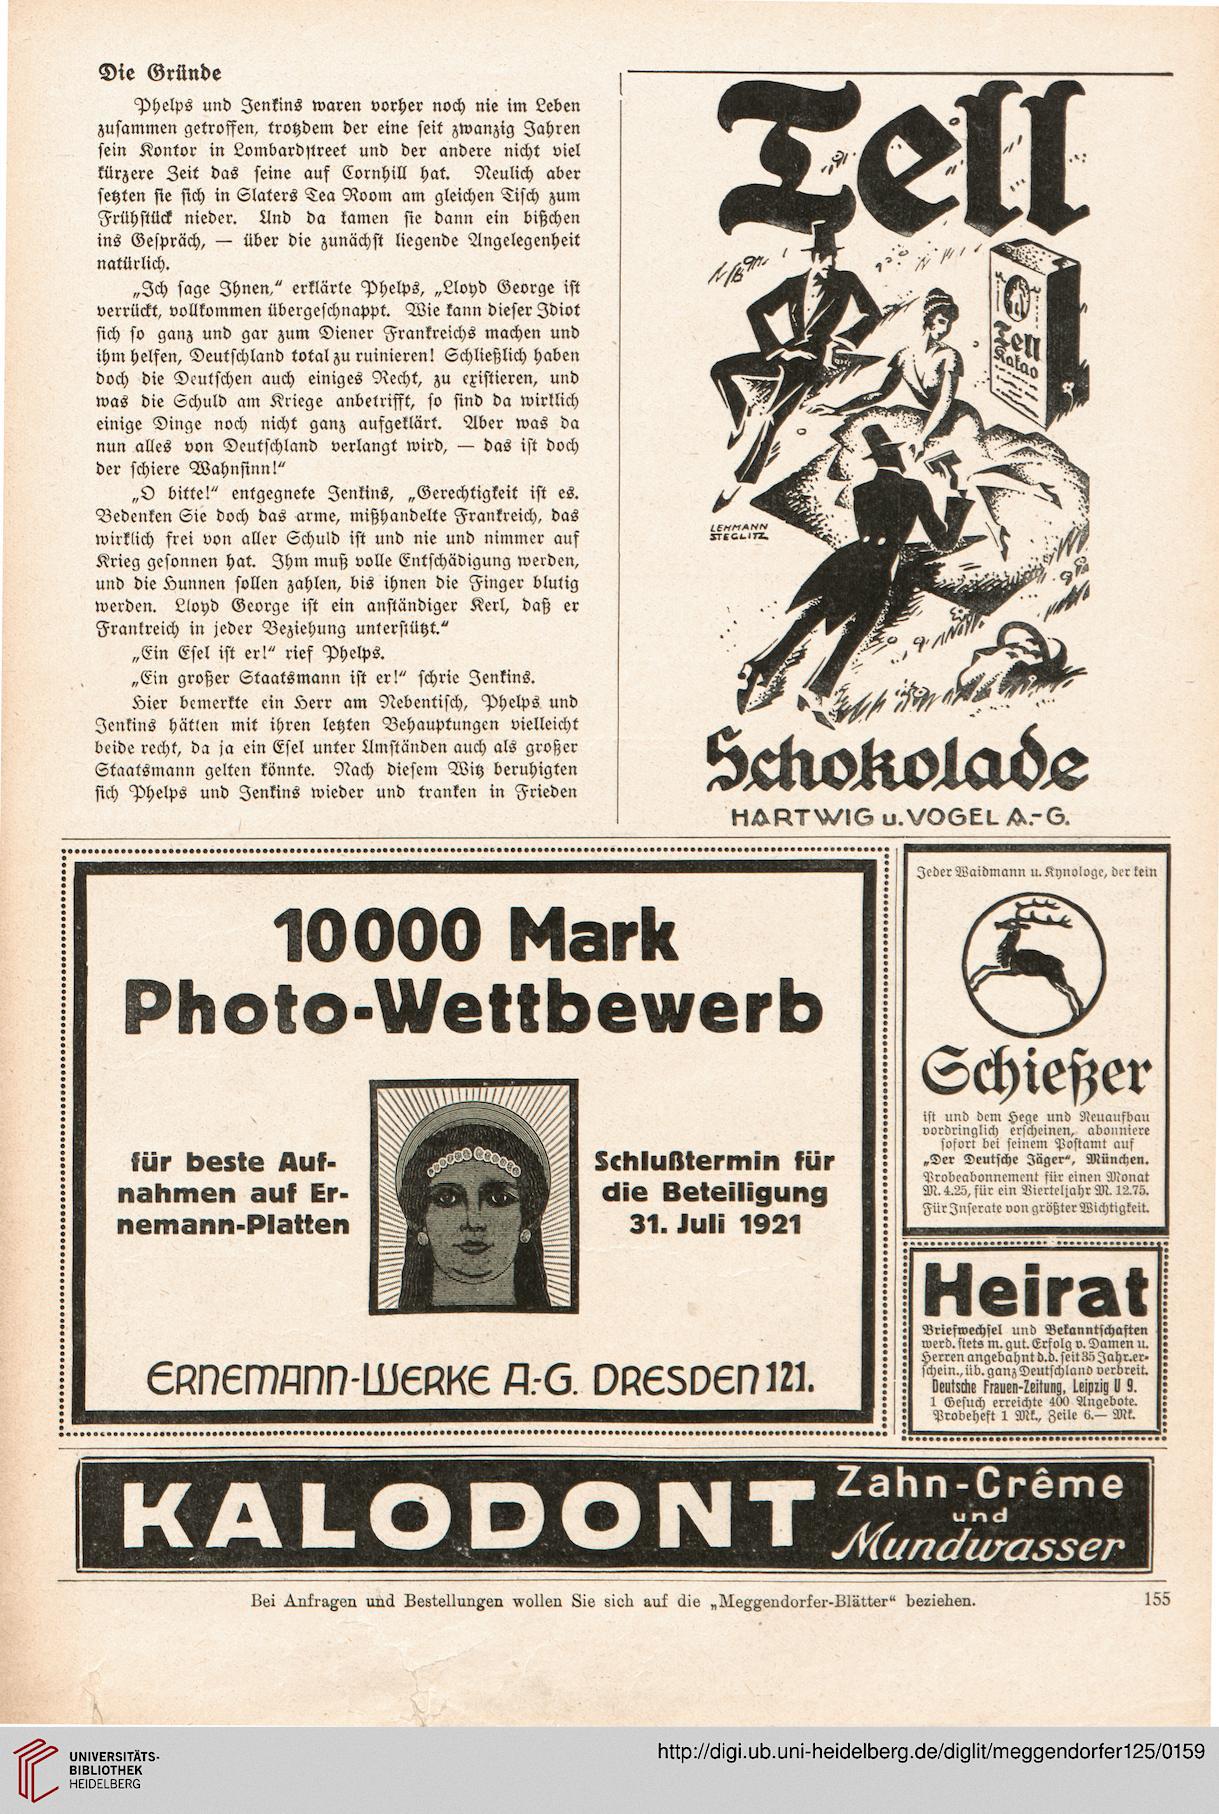 Die Gründe
Phelps und Jenkins waren vorher noch nie im Leben
zusammen getroffen, trotzdem der eine seit zwanzig Jahren
sein Kontor in Lombardstreet und der andere nicht viel
kürzere Zeit das seine auf Cornhill hat. Neulich aber
setzten sie sich in Slaters Tea Room am gleichen Tisch zum
Frühstück nieder. Und da kamen sie dann ein bißchen
ins Gespräch, — über die zunächst liegende Angelegenheit
natürlich.
„Ich sage Ihnen,“ erklärte Phelps, „Lloyd George ist
verrückt, vollkommen übergeschnappt. Wie kann dieser Idiot
sich so ganz und gar zum Diener Frankreichs machen und
ihm helfen, Deutschland total zu ruinieren! Schließlich haben
doch die Deutschen auch einiges Recht, zu existieren, und
was die Schuld am Kriege anbetrifft, so sind da wirklich
einige Dinge noch nicht ganz aufgeklärt. Aber was da
nun alles von Deutschland verlangt wird, — das ist doch
der schiere Wahnsinn!“
„O bitte!“ entgegnete Jenkins, „Gerechtigkeit ist es.
Bedenken Sie doch das arme, mißhandelte Frankreich, das
wirklich frei von aller Schuld ist und nie und nimmer auf
Krieg gesonnen hat. Ihm muß volle Entschädigung werden,
und die Hunnen sollen zahlen, bis ihnen die Finger blutig
werden. Lloyd George ist ein anständiger Kerl, daß er
Frankreich in jeder Beziehung unterstützt.“
„Ein Esel ist er!“ rief Phelps.
„Ein großer Staatsmann ist er!“ schrie Jenkins.
Hier bemerkte ein Herr am Nebentisch, Phelps und
Jenkins hätten mit ihren letzten Behauptungen vielleicht
beide recht, da ja ein Esel unter Umständen auch als großer
Staatsmann gelten könnte. Nach diesem Witz beruhigten
sich Phelps und Jenkins wieder und tranken in Frieden
Tell
Tell
Kakao
LEHMANN
STEGLITZ
Schokolade
HARTWIG u. VOGEL A.-G.
10000 Mark
Photo-Wettbewerb
für beste Auf-
nahmen auf Er-
nemann-Platten
Schlußtermin für
die Beteiligung
31. Juli 1921
ERNEMANN-WERKE A.-G. DRESDEN 121.
Jeder Waidmann u. Kynologe, der kein
Schießer
ist und dem Hege und Neuaufbau
vordringlich erscheinen, abonniere
sofort bei seinem Postamt auf
„Der Deutsche Jäger“, München.
Probeabonnement für einen Monat
M. 4.25, für ein Vierteljahr M. 12.75.
Für Inserate von größter Wichtigkeit.
Heirat
Briefwechsel und Bekanntschaften
werd. stets m. gut. Erfolg v. Damen u.
Herren angebahnt d. d. seit 35 Jahr. er-
schein., üb. ganz Deutschland verbreit.
Deutsche Frauen-Zeitung, Leipzig U 9.
1 Gesuch erreichte 400 Angebote.
Probeheft 1 Mk., Zeile 6.— Mk.
KALODONT
Zahn-Crême
und
Mundwasser
Bei Anfragen und Bestellungen wollen Sie sich auf die „Meggendorfer-Blätter“ beziehen.
155
UNIVERSITÄTS-
BIBLIOTHEK
HEIDELBERG
http://digi.ub.uni-heidelberg.de/diglit/meggendorfer125/0159